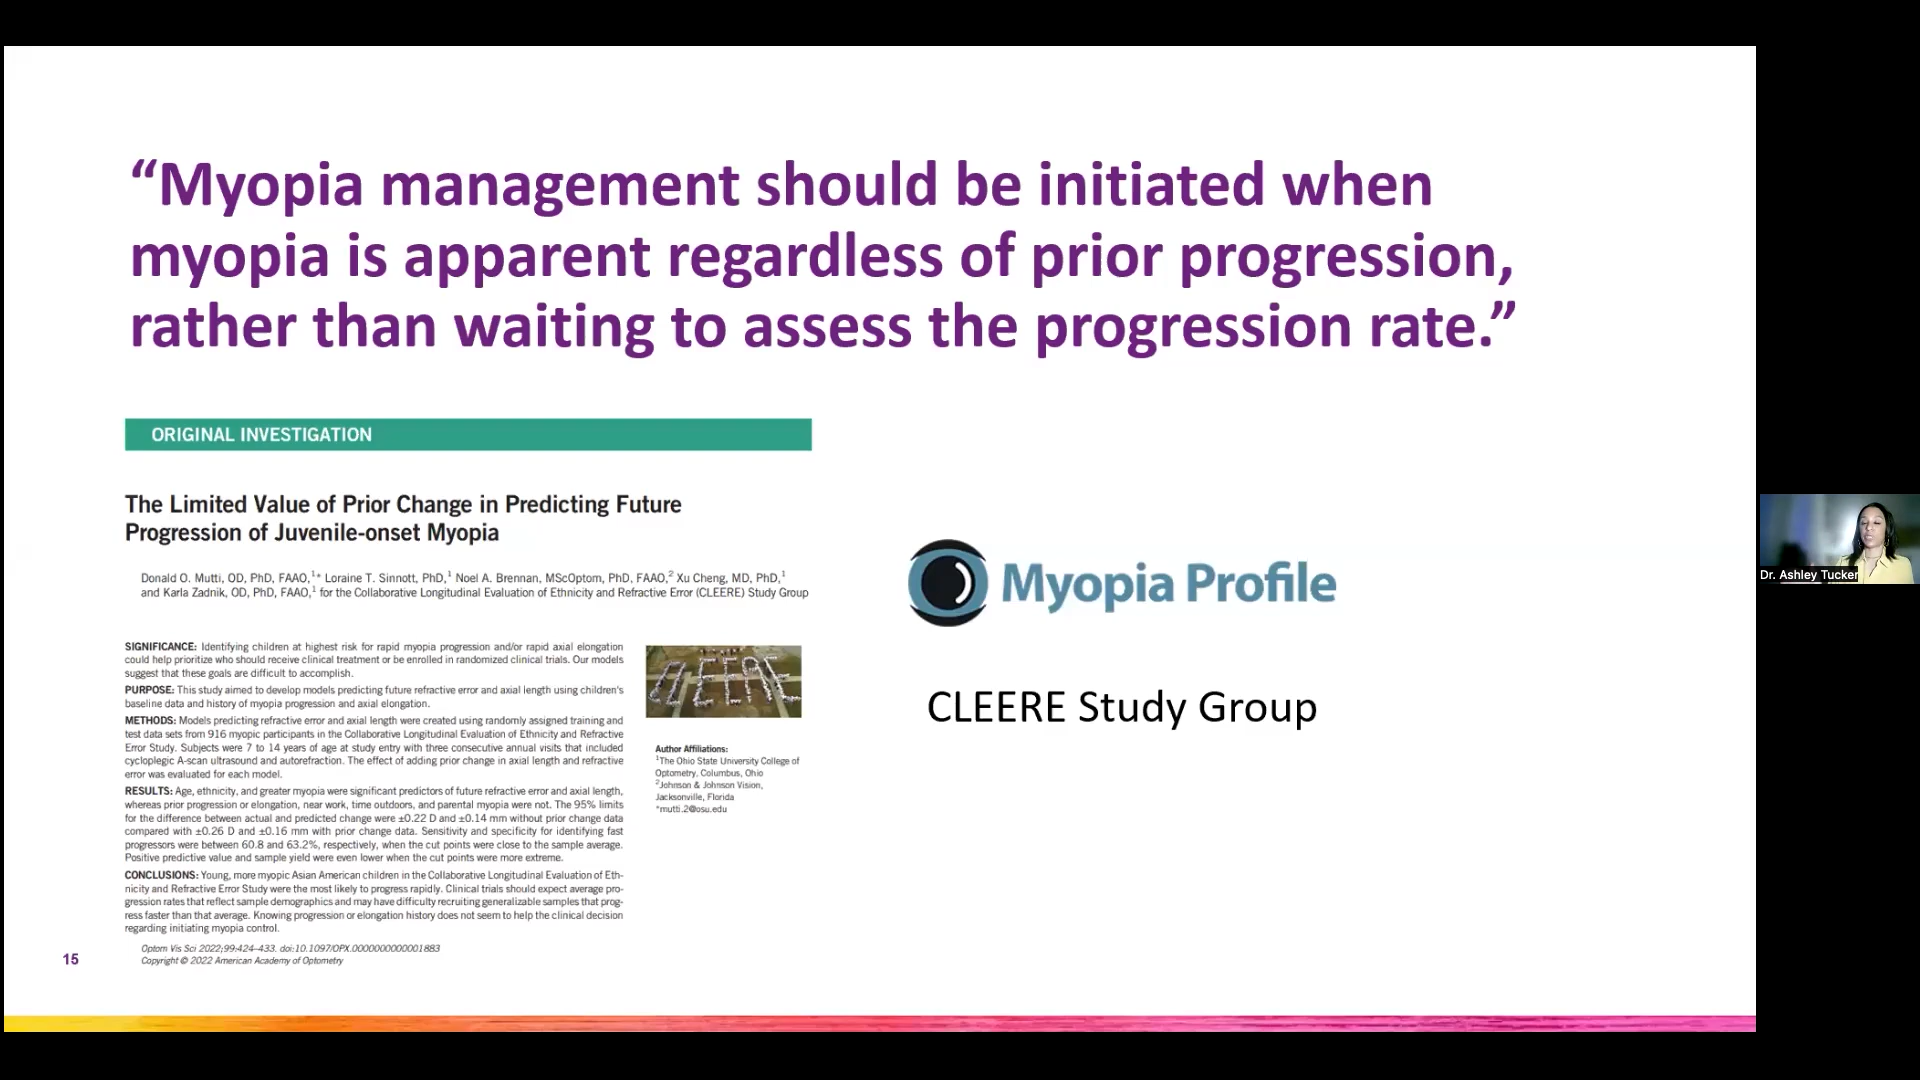 “Myopia management should be initiated when
myopia is apparent regardless of prior progression,
rather than waiting to assess the progression rate.”
ORIGINAL INVESTIGATION
The Limited Value of Prior Change in Predicting Future
Progression of Juvenile-onset Myopia
Donald O. Mutti, OD, PhD, FAAO,1* Loraine T. Sinnott, PhD,1 Noel A. Brennan, MScOptom, PhD, FAAO,2 Xu Cheng, MD, PhD,1
and Karla Zadnik, OD, PhD, FAAO,1 for the Collaborative Longitudinal Evaluation of Ethnicity and Refractive Error (CLEERE) Study Group
SIGNIFICANCE: Identifying children at highest risk for rapid myopia progression and/or rapid axial elongation
could help prioritize who should receive clinical treatment or be enrolled in randomized clinical trials. Our models
suggest that these goals are difficult to accomplish.
PURPOSE: This study aimed to develop models predicting future refractive error and axial length using children's
baseline data and history of myopia progression and axial elongation.
METHODS: Models predicting refractive error and axial length were created using randomly assigned training and
test data sets from 916 myopic participants in the Collaborative Longitudinal Evaluation of Ethnicity and Refractive
Error Study. Subjects were 7 to 14 years of age at study entry with three consecutive annual visits that included
cycloplegic A-scan ultrasound and autorefraction. The effect of adding prior change in axial length and refractive
error was evaluated for each model.
RESULTS: Age, ethnicity, and greater myopia were significant predictors of future refractive error and axial length,
whereas prior progression or elongation, near work, time outdoors, and parental myopia were not. The 95% limits
for the difference between actual and predicted change were ±0.22 D and ±0.14 mm without prior change data
compared with ±0.26 D and ±0.16 mm with prior change data. Sensitivity and specificity for identifying fast
progressors were between 60.8 and 63.2%, respectively, when the cut points were close to the sample average.
Positive predictive value and sample yield were even lower when the cut points were more extreme.
CONCLUSIONS: Young, more myopic Asian American children in the Collaborative Longitudinal Evaluation of Eth-
nicity and Refractive Error Study were the most likely to progress rapidly. Clinical trials should expect average pro-
gression rates that reflect sample demographics and may have difficulty recruiting generalizable samples that prog-
ress faster than that average. Knowing progression or elongation history does not seem to help the clinical decision
regarding initiating myopia control.
Optom Vis Sci 2022;99:424–433. doi:10.1097/OPX.0000000000001883
Copyright © 2022 American Academy of Optometry
CLEERE
Author Affiliations:
1The Ohio State University College of
Optometry, Columbus, Ohio
2Johnson & Johnson Vision,
Jacksonville, Florida
*mutti.2@osu.edu
Myopia Profile
CLEERE Study Group
15
Dr. Ashley Tucker